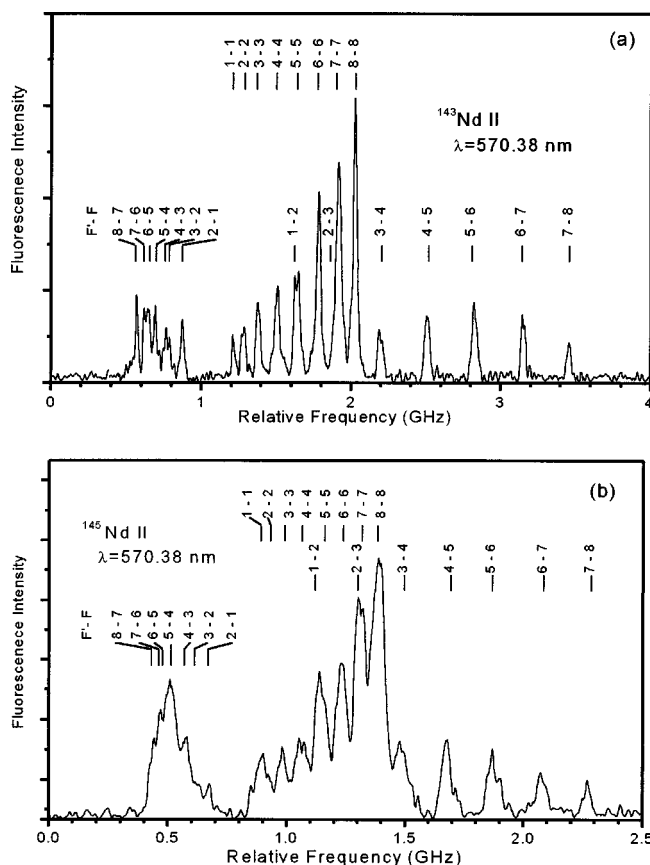 (a)
1 - 1
2 - 2
3 - 3
4 - 4
5 - 5
6 - 6
7 - 7
8 - 8
¹⁴³Nd II
λ=570.38 nm
F'- F
8 - 7
7 - 6
6 - 5
5 - 4
4 - 3
3 - 2
2 - 1
1 - 2
2 - 3
3 - 4
4 - 5
5 - 6
6 - 7
7 - 8
Fluorescenece Intensity
0
1
2
3
4
Relative Frequency (GHz)
(b)
1 - 1
2 - 2
3 - 3
4 - 4
5 - 5
6 - 6
7 - 7
8 - 8
¹⁴⁵Nd II
λ=570.38 nm
1 - 2
2 - 3
3 - 4
4 - 5
5 - 6
6 - 7
7 - 8
F'- F
8 - 7
7 - 6
6 - 5
5 - 4
4 - 3
3 - 2
2 - 1
Fluorescenece Intensity
0.0
0.5
1.0
1.5
2.0
2.5
Relative Frequency (GHz)